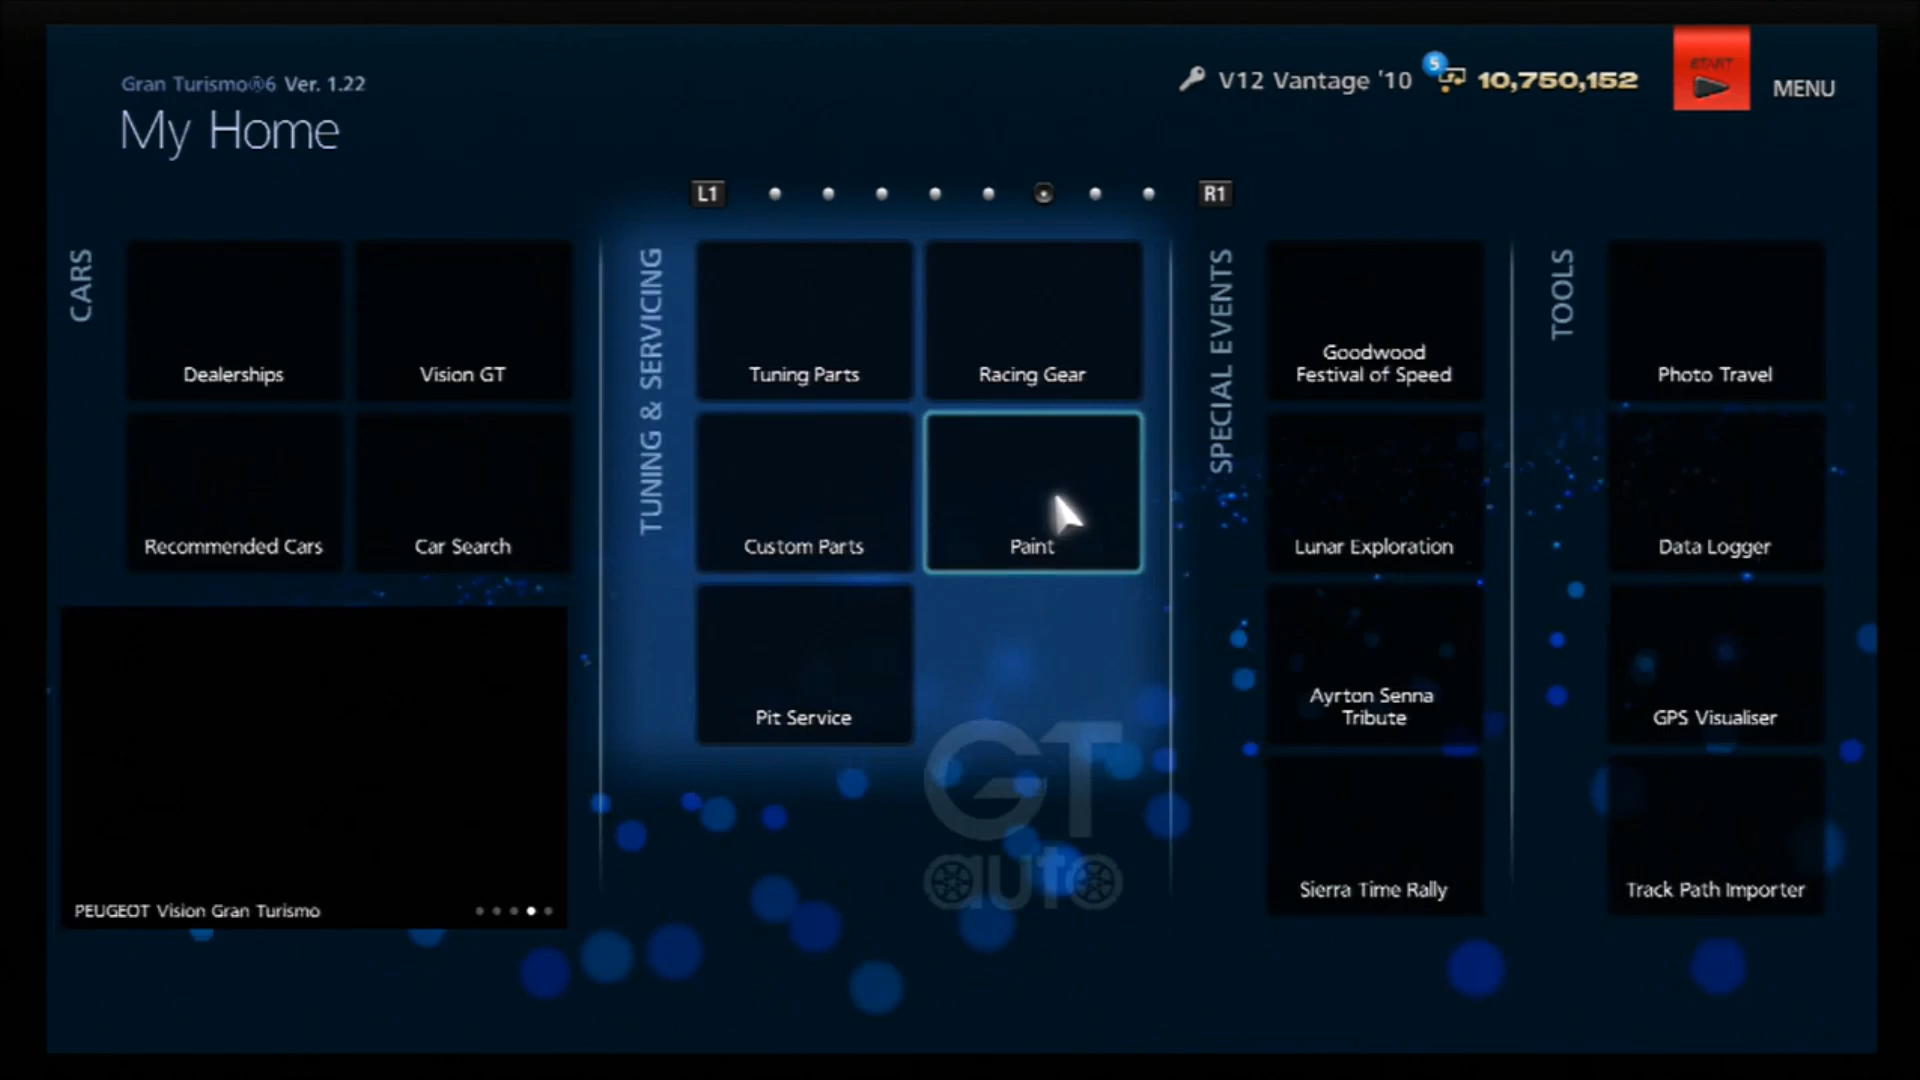 Gran Turismo®6 Ver. 1.22
My Home
V12 Vantage '10
5
10,750,152
START
MENU
L1
R1
CARS
Dealerships
Vision GT
Recommended Cars
Car Search
PEUGEOT Vision Gran Turismo
TUNING & SERVICING
Tuning Parts
Racing Gear
Custom Parts
Paint
Pit Service
GT
auto
SPECIAL EVENTS
Goodwood
Festival of Speed
Lunar Exploration
Ayrton Senna
Tribute
Sierra Time Rally
TOOLS
Photo Travel
Data Logger
GPS Visualiser
Track Path Importer